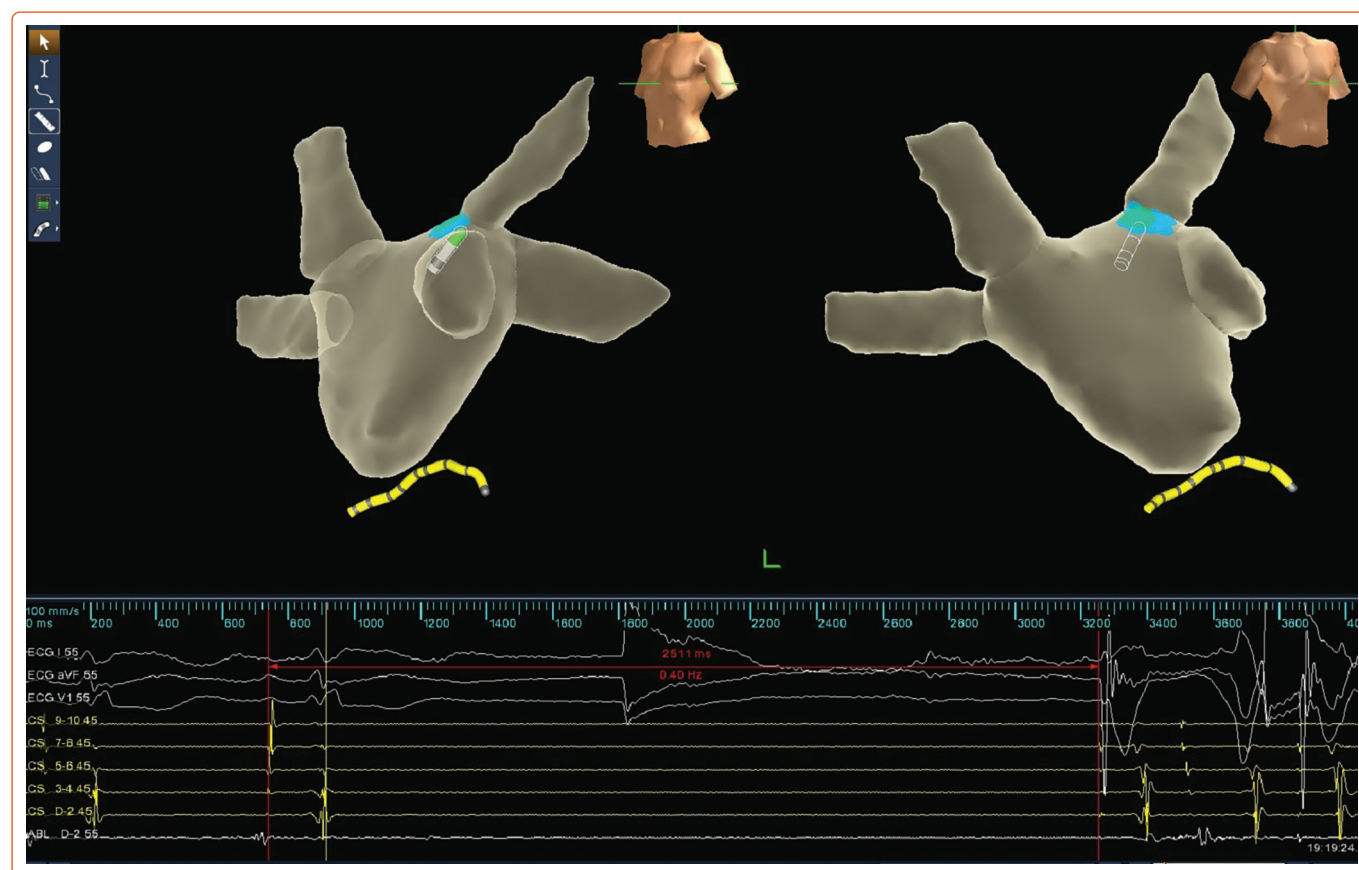 100 mm/s
0 ms 200 400 600 800 1000 1200 1400 1600 1800 2000 2200 2400 2600 2800 3000 3200 3400 3600 3800 40
ECG I 55
2511 ms
ECG aVF 55
0.40 Hz
ECG V1 55
CS 9-10 45
CS 7-8 45
CS 5-6 45
CS 3-4 45
CS D-2 45
ABL D-2 55
19:19:24.